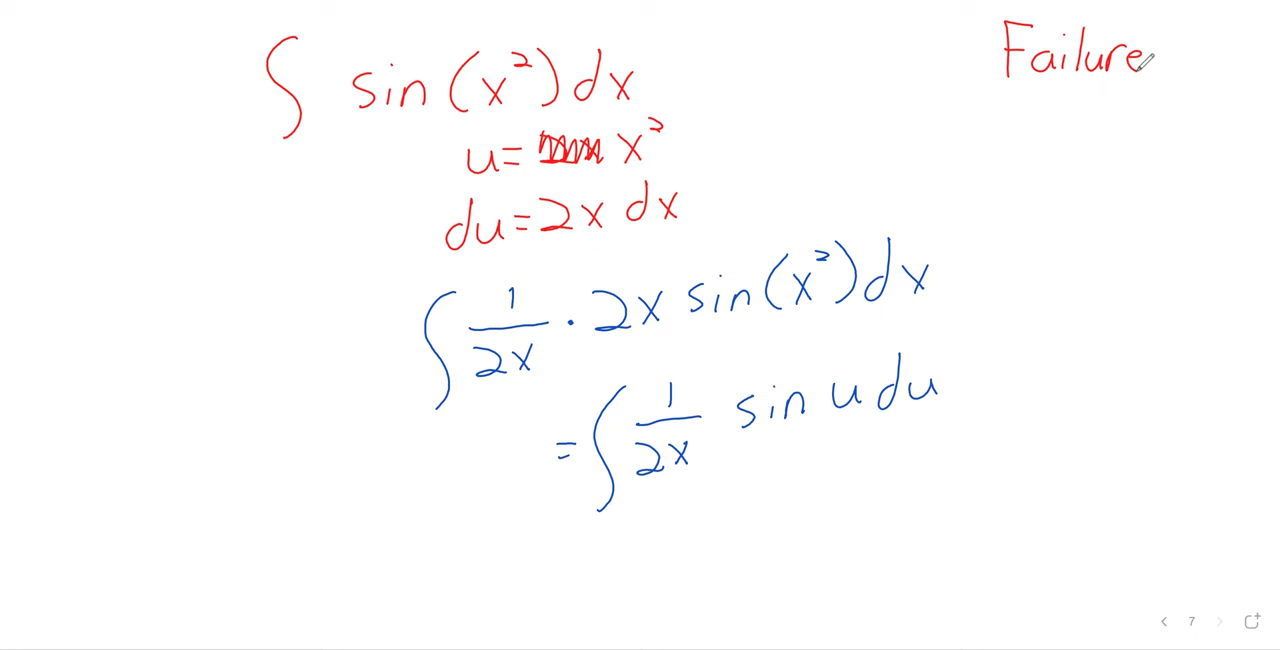 Failure
∫ sin(x²)dx
u= x²
du=2x dx
∫ 1/2x · 2x sin(x²)dx
=∫ 1/2x sin u du
7